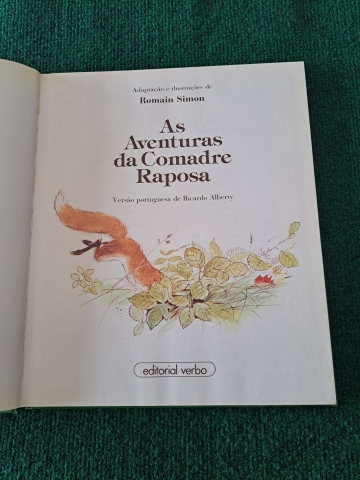 Adaptação e ilustrações de
Romain Simon
As
Aventuras
da Comadre
Raposa
Versão portuguesa de Ricardo Alberty
editorial verbo